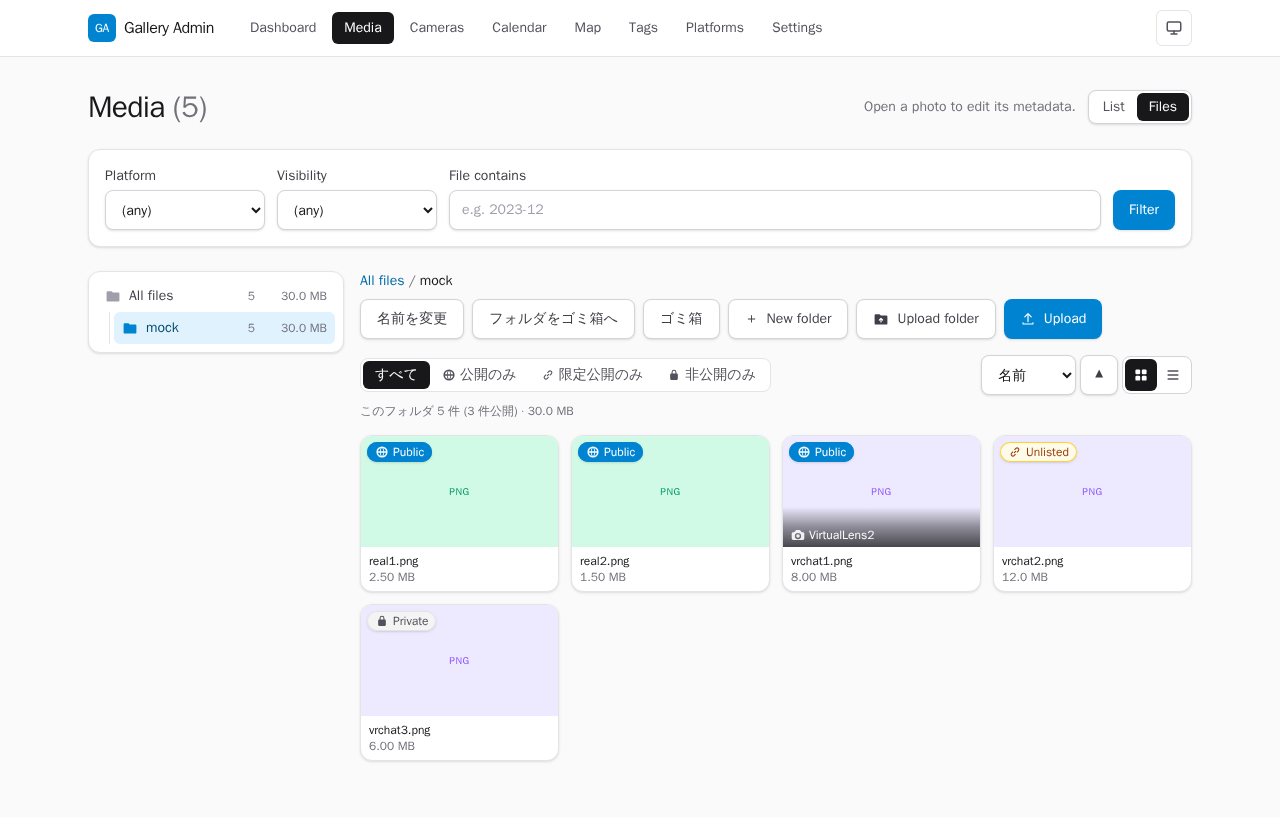 GA Gallery Admin Dashboard Media Cameras Calendar Map Tags Platforms Settings
Media (5)
Open a photo to edit its metadata. List Files
Platform Visibility File contains
(any) (any) e.g. 2023-12 Filter
All files 5 30.0 MB
mock 5 30.0 MB
All files / mock
名前を変更 フォルダをゴミ箱へ ゴミ箱 + New folder Upload folder Upload
すべて 公開のみ 限定公開のみ 非公開のみ 名前 ▲
このフォルダ 5 件 (3 件公開) · 30.0 MB
Public Public Public Unlisted
PNG PNG PNG PNG
VirtualLens2
real1.png real2.png vrchat1.png vrchat2.png
2.50 MB 1.50 MB 8.00 MB 12.0 MB
Private
PNG
vrchat3.png
6.00 MB